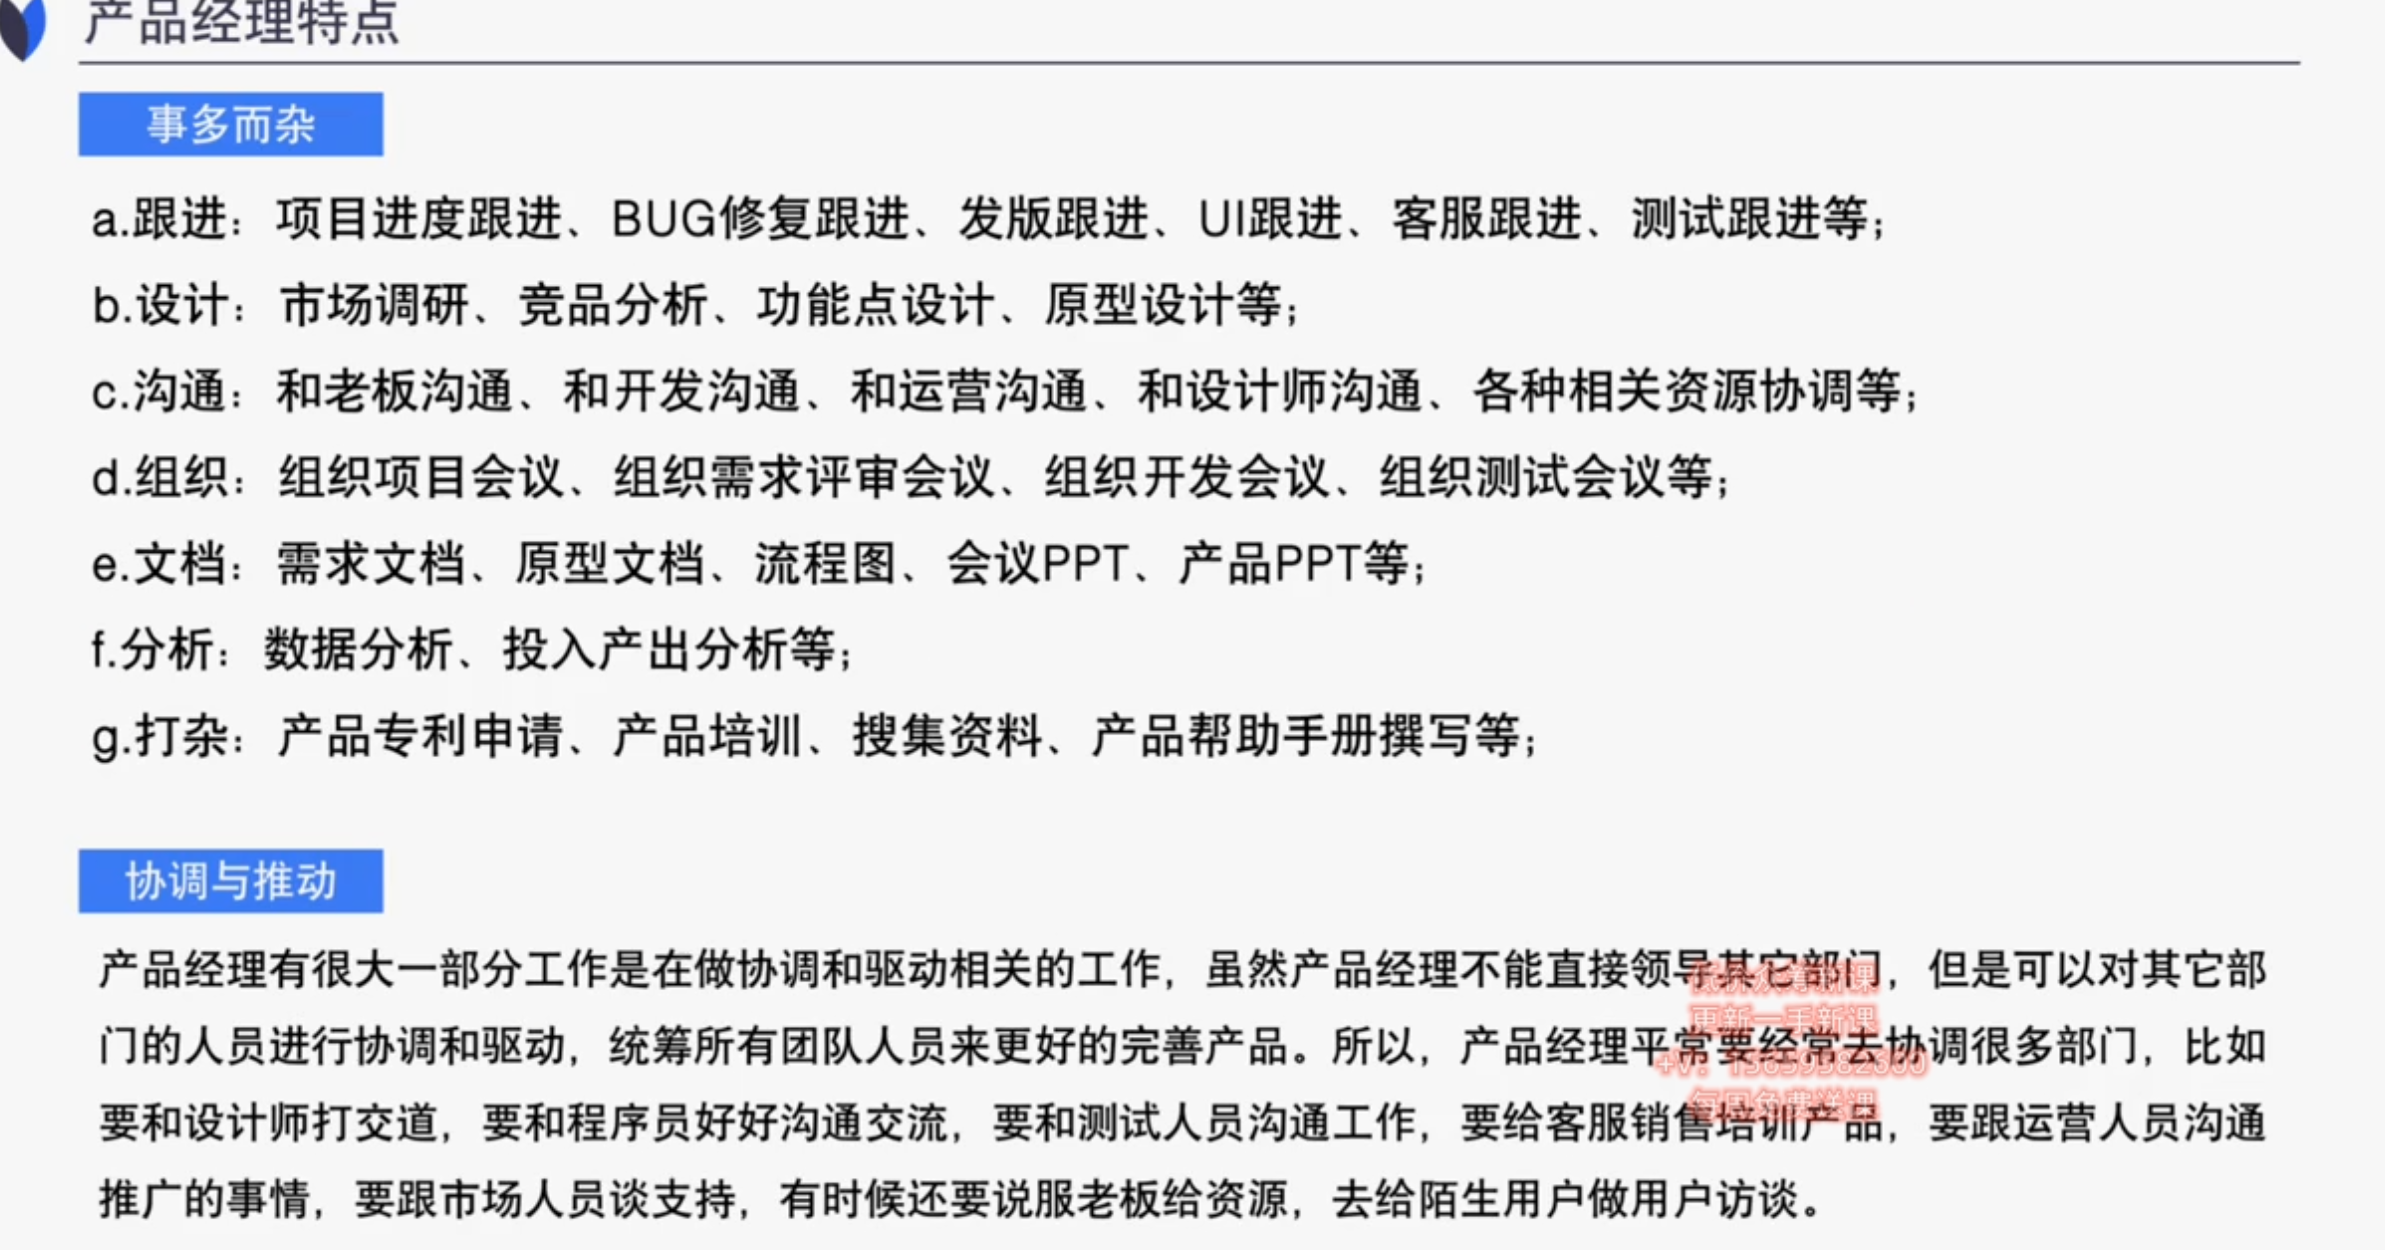 产品经理特点
事多而杂
a.跟进：项目进度跟进、BUG修复跟进、发版跟进、UI跟进、客服跟进、测试跟进等；
b.设计：市场调研、竞品分析、功能点设计、原型设计等；
c.沟通：和老板沟通、和开发沟通、和运营沟通、和设计师沟通、各种相关资源协调等；
d.组织：组织项目会议、组织需求评审会议、组织开发会议、组织测试会议等；
e.文档：需求文档、原型文档、流程图、会议PPT、产品PPT等；
f.分析：数据分析、投入产出分析等；
g.打杂：产品专利申请、产品培训、搜集资料、产品帮助手册撰写等；
协调与推动
产品经理有很大一部分工作是在做协调和驱动相关的工作，虽然产品经理不能直接领导其它部门，但是可以对其它部
门的人员进行协调和驱动，统筹所有团队人员来更好的完善产品。所以，产品经理平常要经常去协调很多部门，比如
要和设计师打交道，要和程序员好好沟通交流，要和测试人员沟通工作，要给客服销售培训产品，要跟运营人员沟通
推广的事情，要跟市场人员谈支持，有时候还要说服老板给资源，去给陌生用户做用户访谈。
更新一手新课
每周免费送课